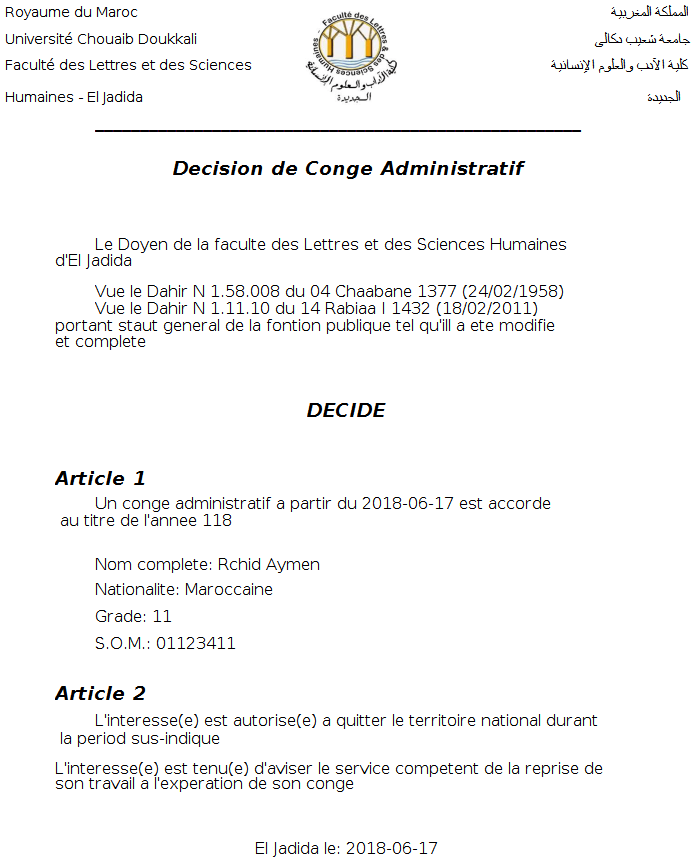 Royaume du Maroc
المملكة المغربية
Université Chouaib Doukkali
جامعة شعيب دكالى
Faculté des Lettres et des Sciences
كلية الآدب والعلوم الإنسانية
Humaines - El Jadida
الجديدة
Faculté des Lettres & des Sciences Humaines -
كلية الآداب والعلوم الإنسانية
الجديدة
Decision de Conge Administratif
Le Doyen de la faculte des Lettres et des Sciences Humaines
d'El Jadida
Vue le Dahir N 1.58.008 du 04 Chaabane 1377 (24/02/1958)
Vue le Dahir N 1.11.10 du 14 Rabiaa I 1432 (18/02/2011)
portant staut general de la fontion publique tel qu'ill a ete modifie
et complete
DECIDE
Article 1
Un conge administratif a partir du 2018-06-17 est accorde
au titre de l'annee 118
Nom complete: Rchid Aymen
Nationalite: Maroccaine
Grade: 11
S.O.M.: 01123411
Article 2
L'interesse(e) est autorise(e) a quitter le territoire national durant
la period sus-indique
L'interesse(e) est tenu(e) d'aviser le service competent de la reprise de
son travail a l'experation de son conge
El Jadida le: 2018-06-17